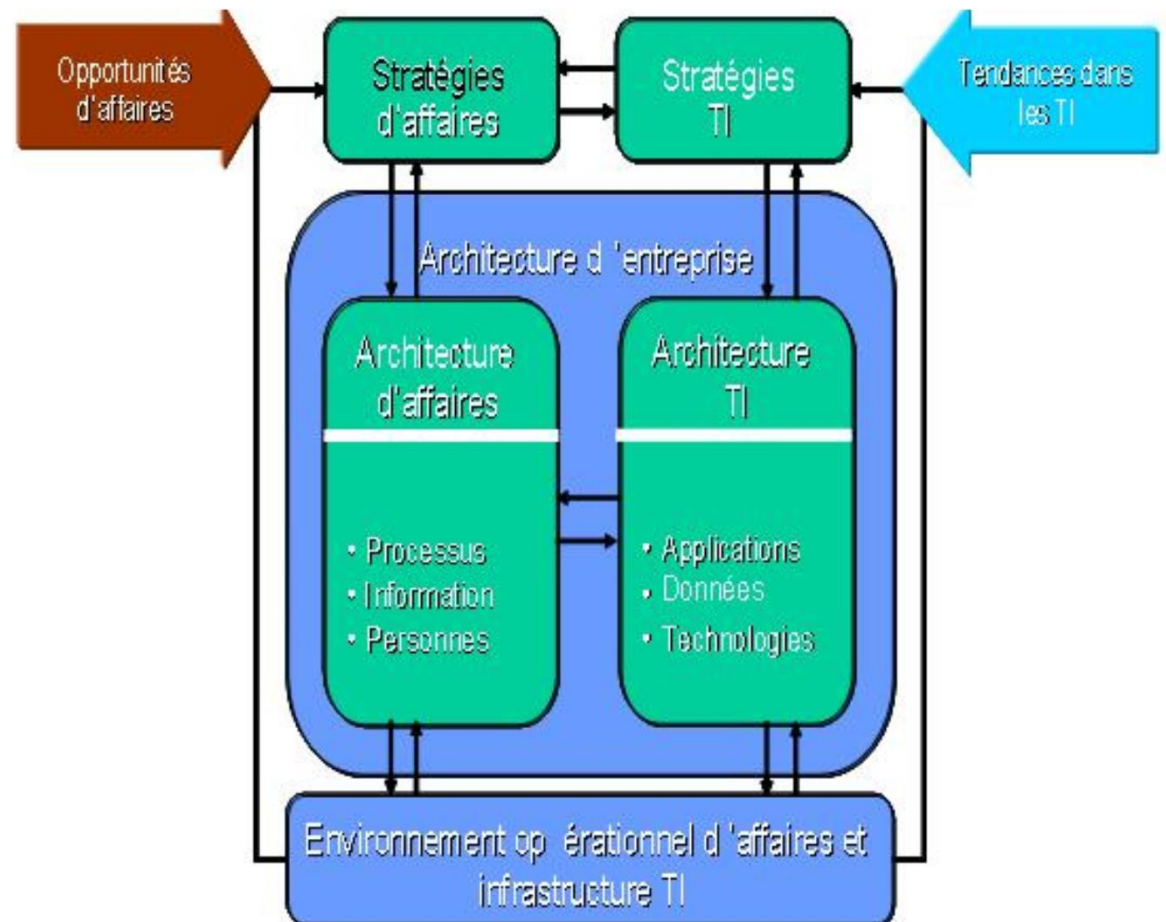 Opportunités
d'affaires
Stratégies
d'affaires
Stratégies
TI
Tendances dans
les TI
Architecture d 'entreprise
Architecture
d'affaires
• Processus
• Information
• Personnes
Architecture
TI
• Applications
• Données
• Technologies
Environnement op érationnel d 'affaires et
infrastructure TI